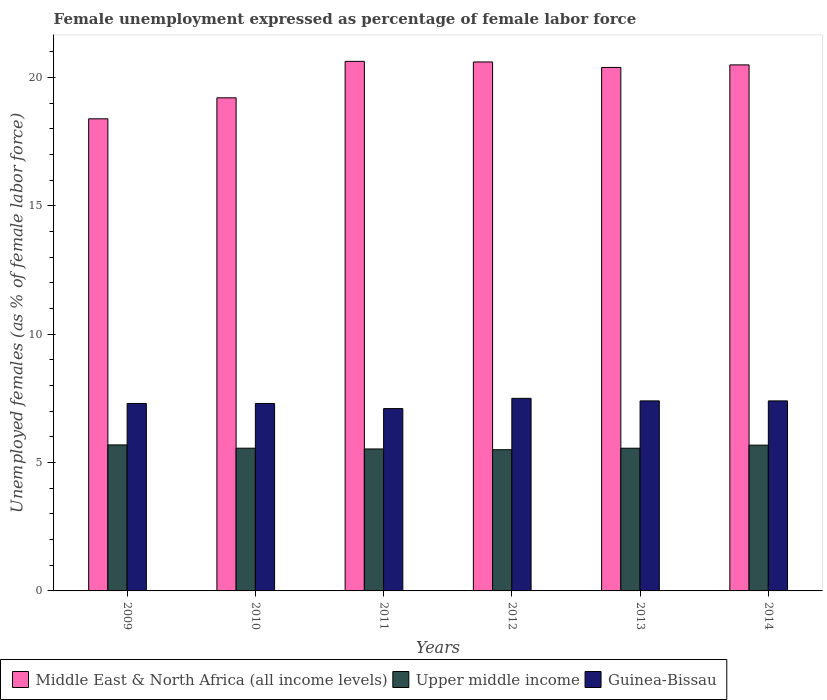 Female unemployment expressed as percentage of female labor force
Unemployed females (as % of female labor force)
20
15
10
5
0
2009
2010
2011
2012
2013
2014
Years
Middle East & North Africa (all income levels)
Upper middle income
Guinea-Bissau